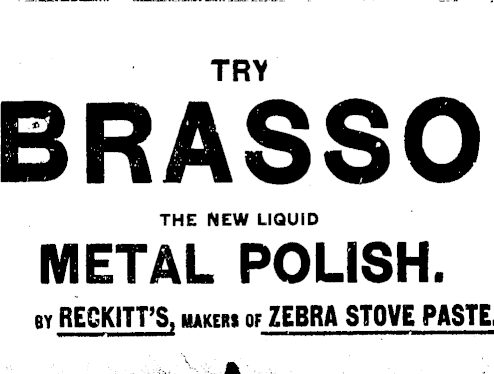 TRY
BRASSO
THE NEW LIQUID
METAL POLISH.
BY RECKITT'S, MAKERS OF ZEBRA STOVE PASTE.